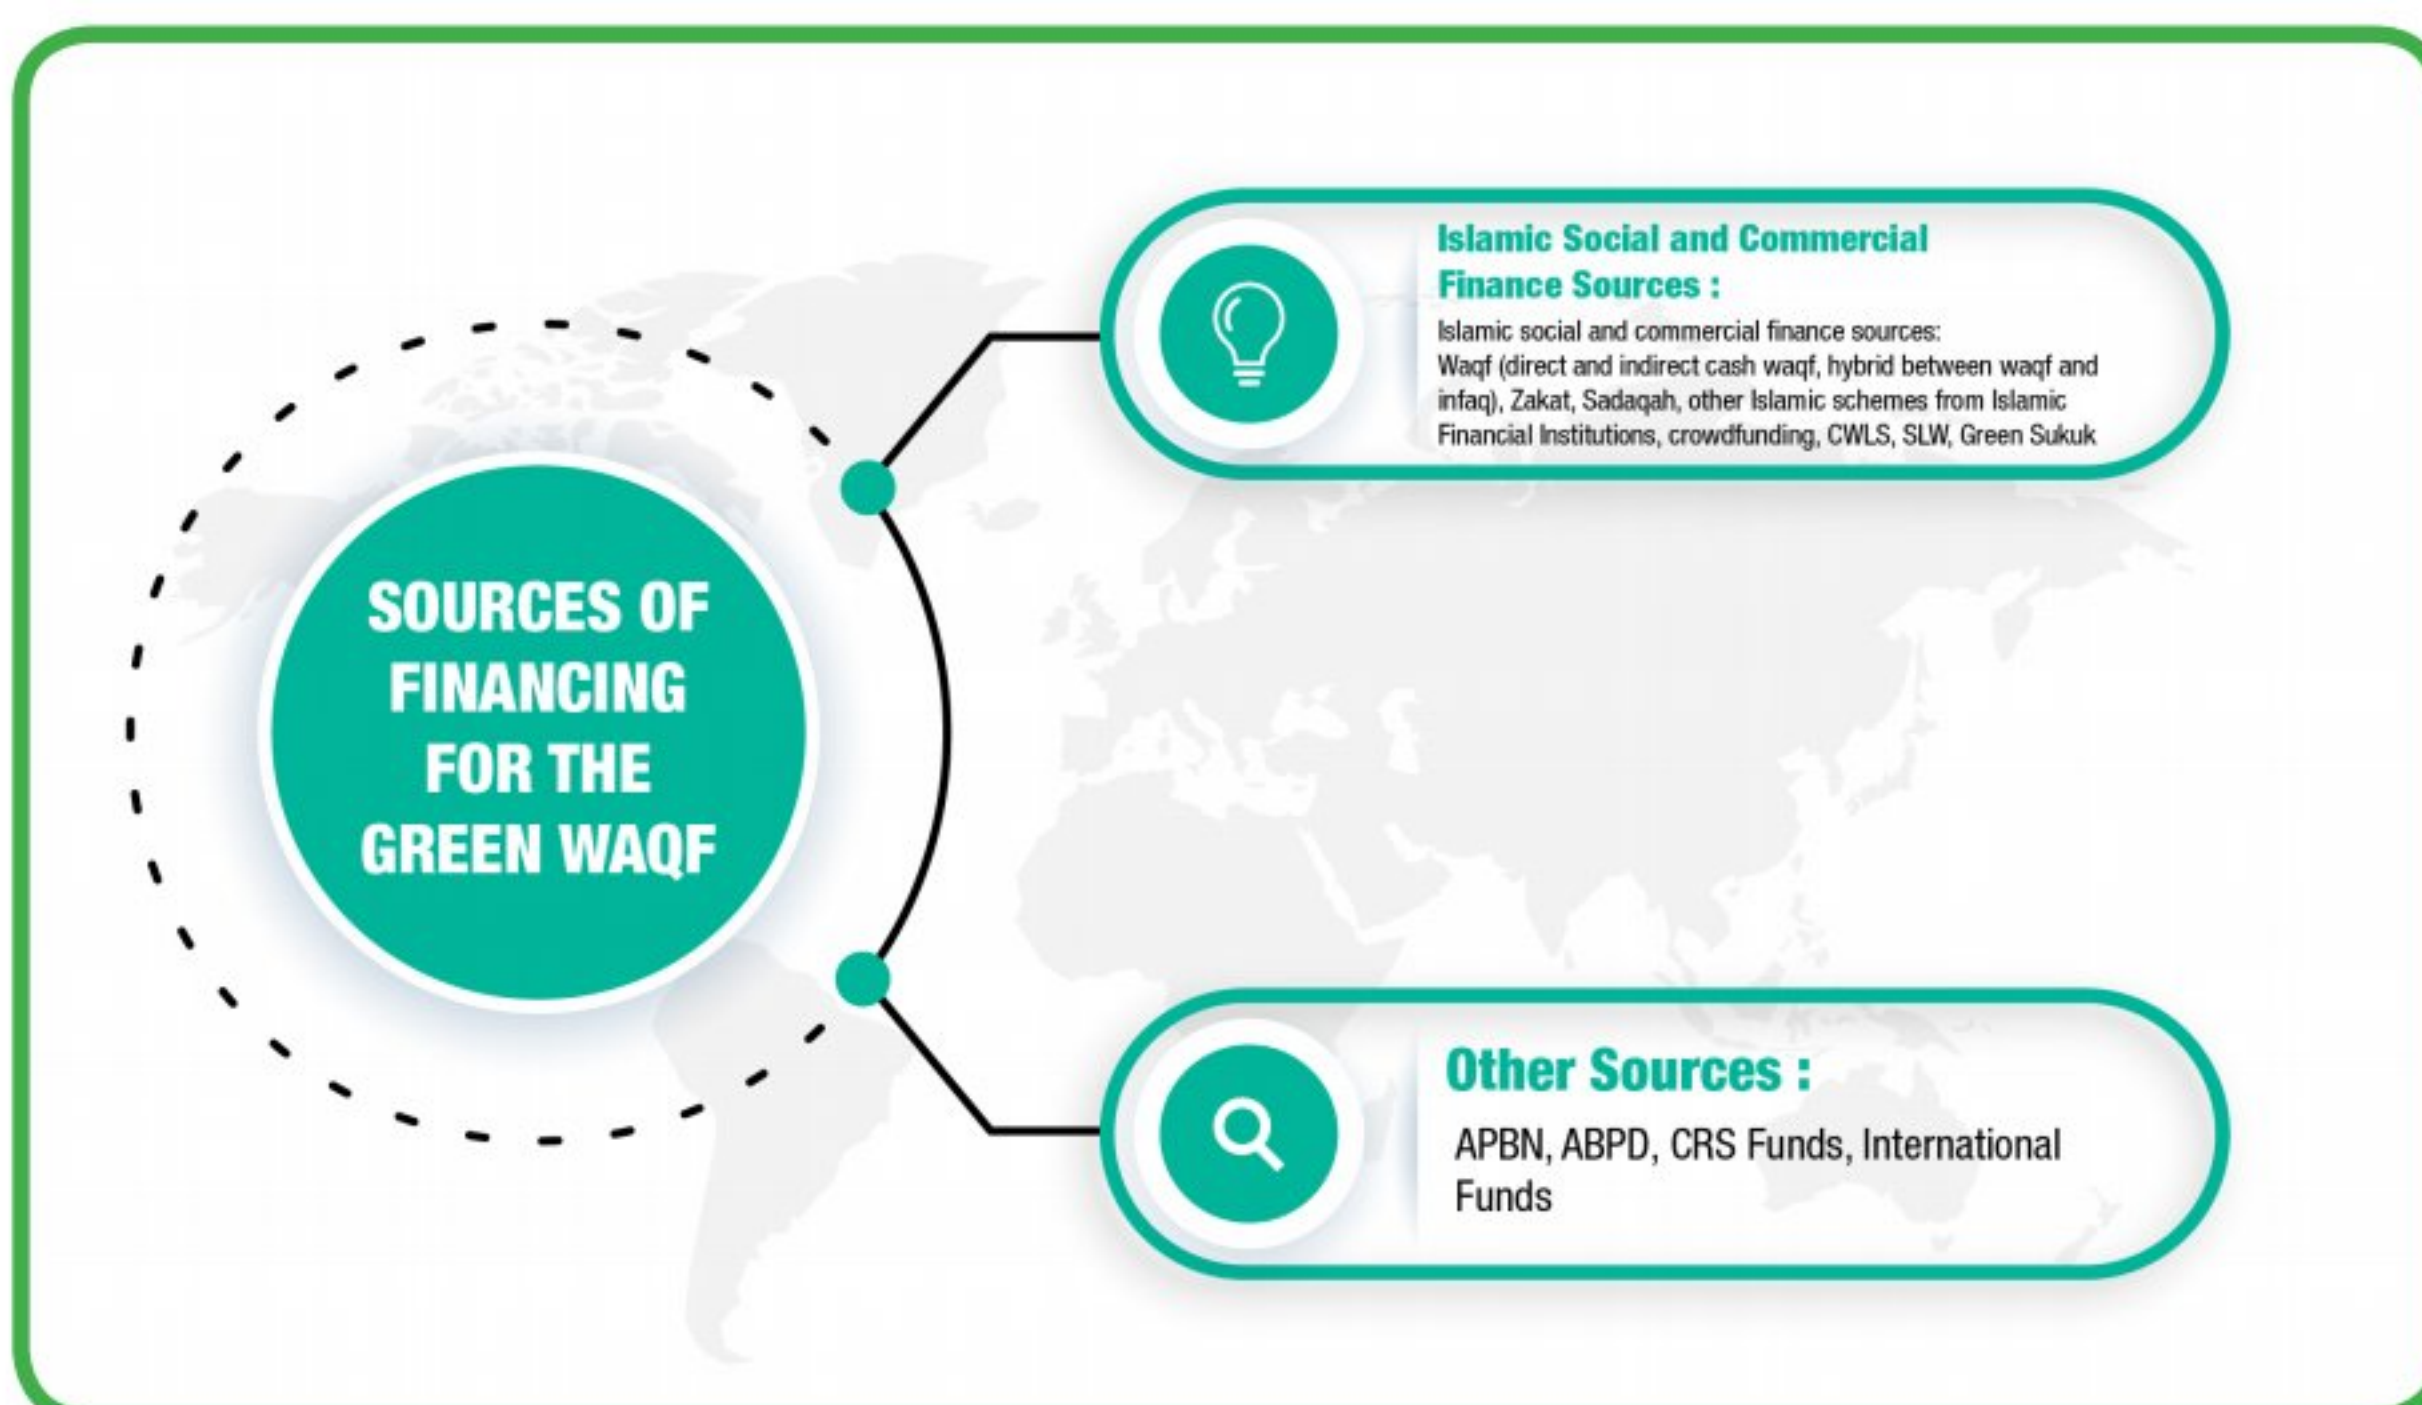 SOURCES OF
FINANCING
FOR THE
GREEN WAQF
Islamic Social and Commercial
Finance Sources :
Islamic social and commercial finance sources:
Waqf (direct and indirect cash waqf, hybrid between waqf and
infaq), Zakat, Sadaqah, other Islamic schemes from Islamic
Financial Institutions, crowdfunding, CWLS, SLW, Green Sukuk
Other Sources :
APBN, ABPD, CRS Funds, International
Funds